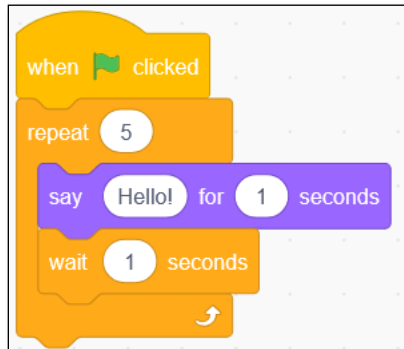 when clicked
repeat 5
say Hello! for 1 seconds
wait 1 seconds